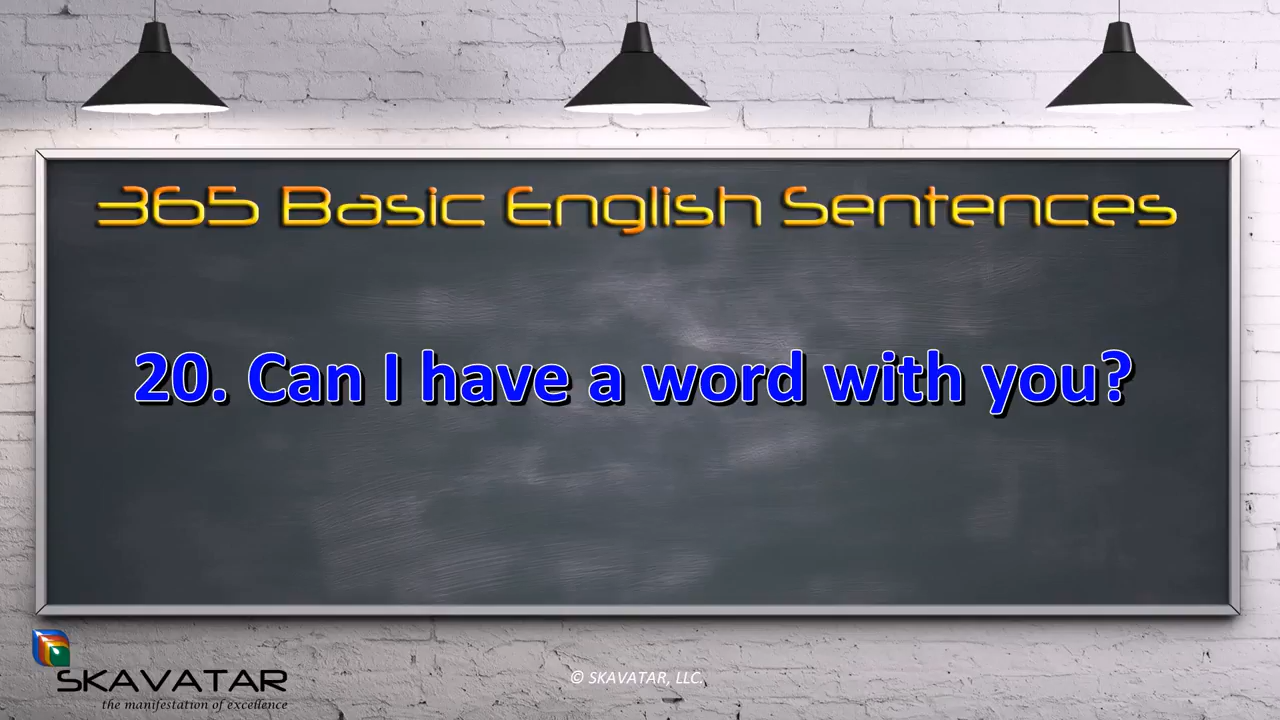 365 Basic English Sentences
20. Can I have a word with you?
SKAVATAR
the manifestation of excellence
© SKAVATAR, LLC.